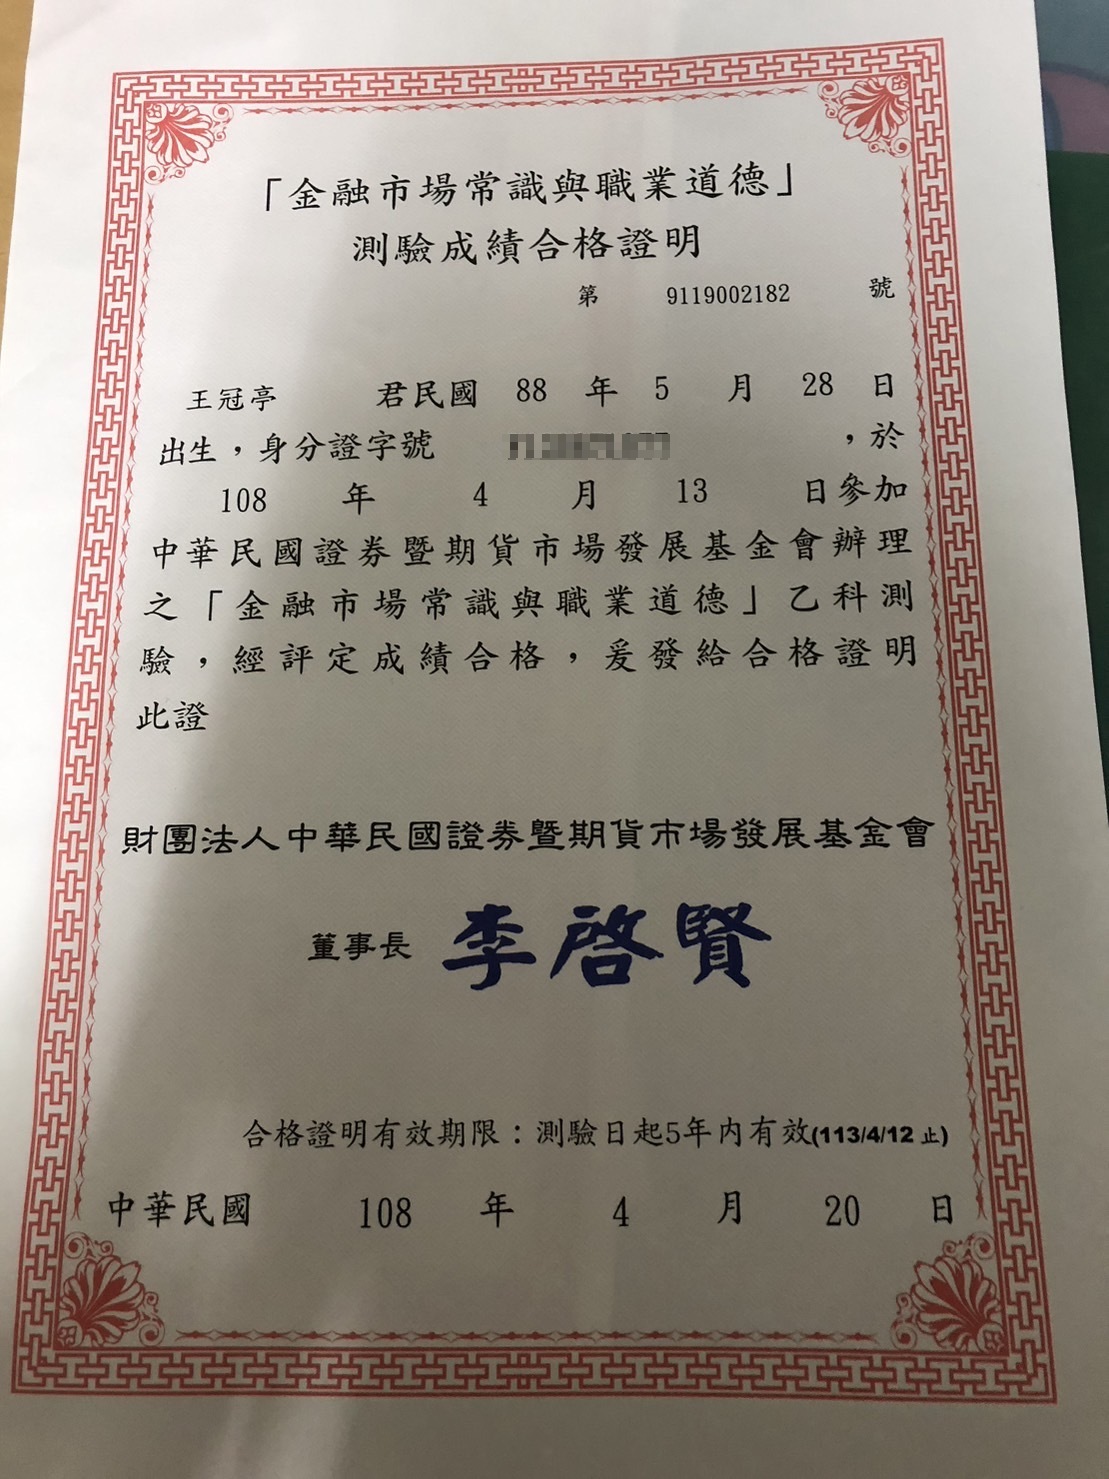 「金融市場常識與職業道德」
測驗成績合格證明
第 9119002182 號
王冠亭 君民國 88 年 5 月 28 日
出生，身分證字號 ，於
108 年 4 月 13 日參加
中華民國證券暨期貨市場發展基金會辦理
之「金融市場常識與職業道德」乙科測
驗，經評定成績合格，爰發給合格證明
此證
財團法人中華民國證券暨期貨市場發展基金會
董事長 李啓賢
合格證明有效期限：測驗日起5年內有效(113/4/12 止)
中華民國 108 年 4 月 20 日